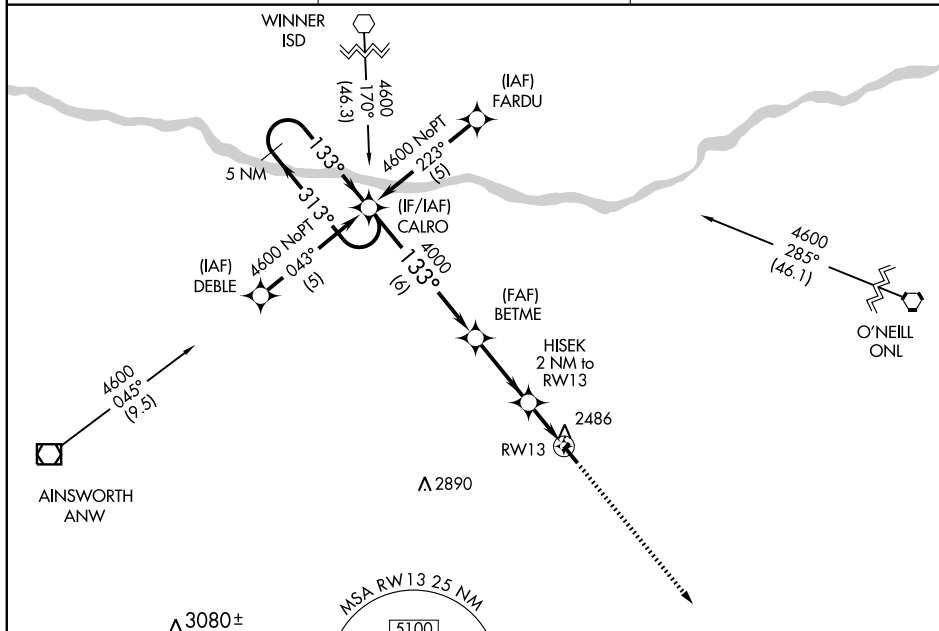 WINNER
ISD
4600
170°
(46.3)
(IAF)
FARDU
4600 NoPT
223°
(5)
133°
5 NM
313°
(IF/IAF)
CALRO
4600 NoPT
043°
(5)
(IAF)
DEBLE
4000
133°
(6)
4600
285°
(46.1)
O'NEILL
ONL
(FAF)
BETME
HISEK
2 NM to
RW13
4600
045°
(9.5)
2486
RW13
AINSWORTH
ANW
2890
MSA RW13 25 NM
5100
3080±